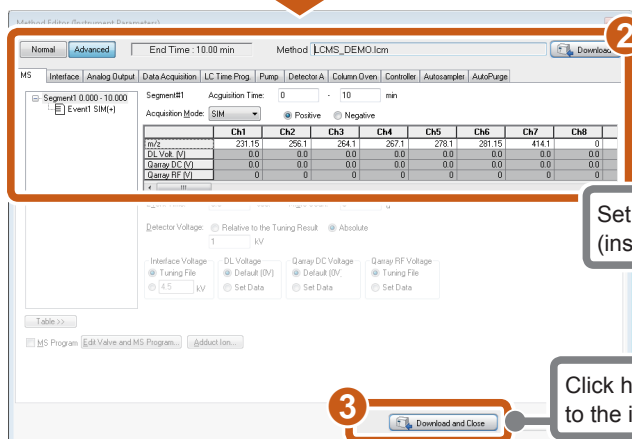 Method Editor (Instrument Parameters)
2
Normal Advanced End Time : 10.00 min Method LCMS_DEMO.lcm Download
MS Interface Analog Output Data Acquisition LC Time Prog. Pump Detector A Column Oven Controller Autosampler AutoPurge
Segment1 0.000 - 10.000 Segment#1 Acquisition Time: 0 - 10 min
Event1 SIM(+) Acquisition Mode: SIM Positive Negative
Ch1 Ch2 Ch3 Ch4 Ch5 Ch6 Ch7 Ch8
m/z 231.15 256.1 264.1 267.1 278.1 281.15 414.1 0
DL Volt. (V) 0.0 0.0 0.0 0.0 0.0 0.0 0.0 0.0
Qarray DC (V) 0.0 0.0 0.0 0.0 0.0 0.0 0.0 0.0
Qarray RF (V) 0 0 0 0 0 0 0 0
Set
(ins
Detector Voltage: Relative to the Tuning Result Absolute
1 kV
Interface Voltage DL Voltage Qarray DC Voltage Qarray RF Voltage
Tuning File Default (0V) Default (0V) Tuning File
4.5 kV Set Data Set Data Set Data
Table >>
MS Program Edit Valve and MS Program... Adduct Ion...
Click h
to the i
3 Download and Close